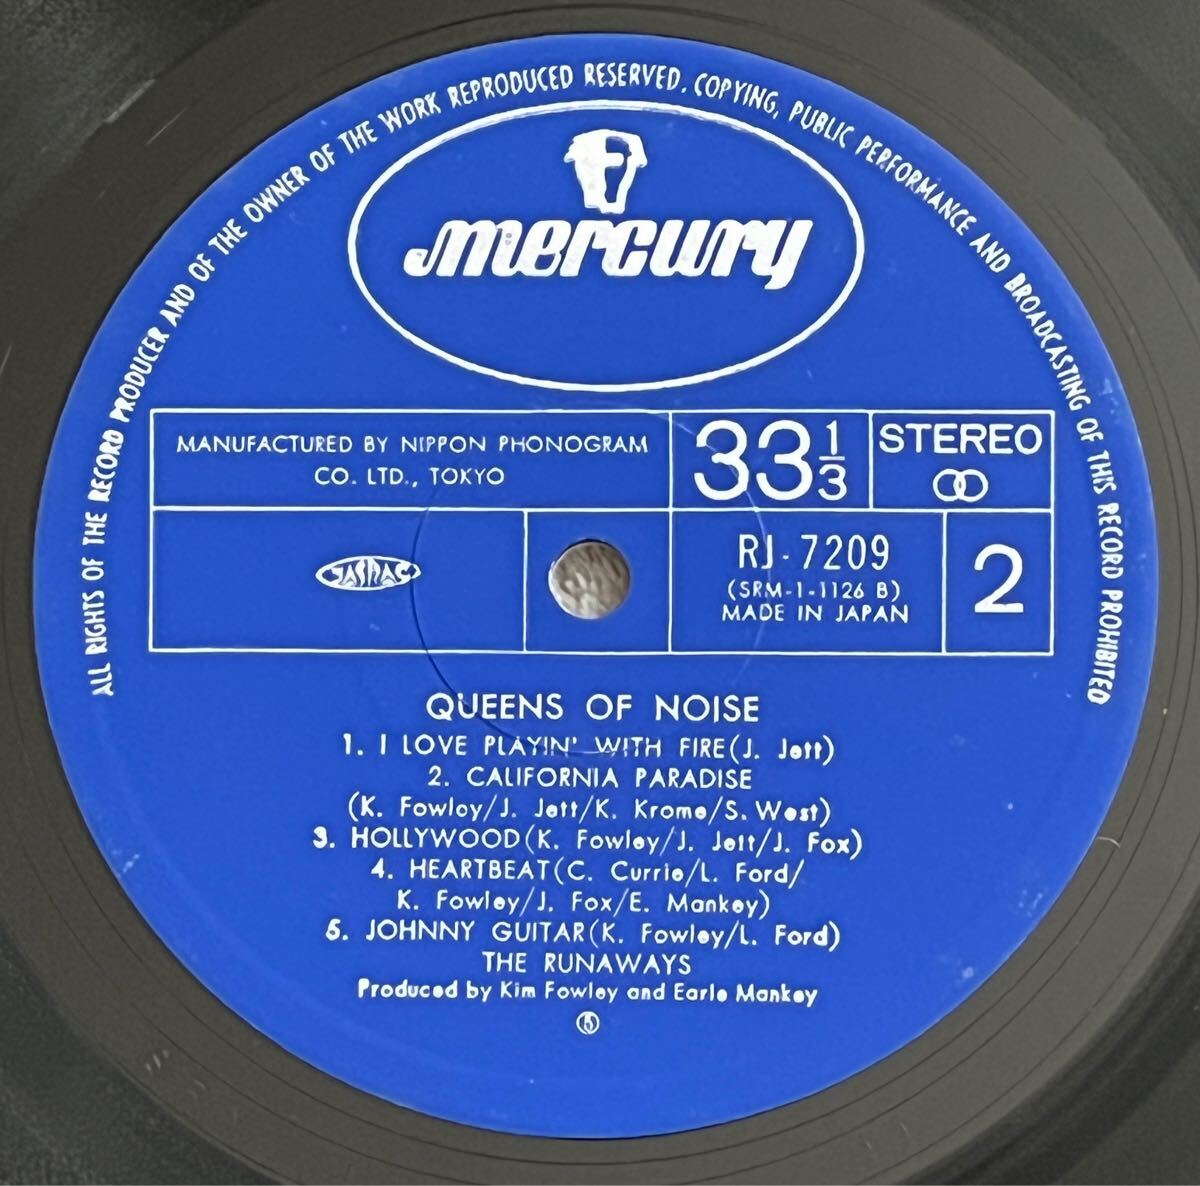 ALL RIGHTS OF THE RECORD PRODUCER AND OF THE OWNER OF THE WORK REPRODUCED RESERVED. COPYING, PUBLIC PERFORMANCE AND BROADCASTING OF THIS RECORD PROHIBITED
mercury
MANUFACTURED BY NIPPON PHONOGRAM
CO. LTD., TOKYO
33 1/3
STEREO
JASRAC
RJ-7209
(SRM-1-1126 B)
MADE IN JAPAN
2
QUEENS OF NOISE
1. I LOVE PLAYIN' WITH FIRE(J. Jett)
2. CALIFORNIA PARADISE
(K. Fowley/J. Jett/K. Krome/S. West)
3. HOLLYWOOD(K. Fowley/J. Jett/J. Fox)
4. HEARTBEAT(C. Currie/L. Ford/
K. Fowley/J. Fox/E. Mankey)
5. JOHNNY GUITAR(K. Fowley/L. Ford)
THE RUNAWAYS
Produced by Kim Fowley and Earle Mankey